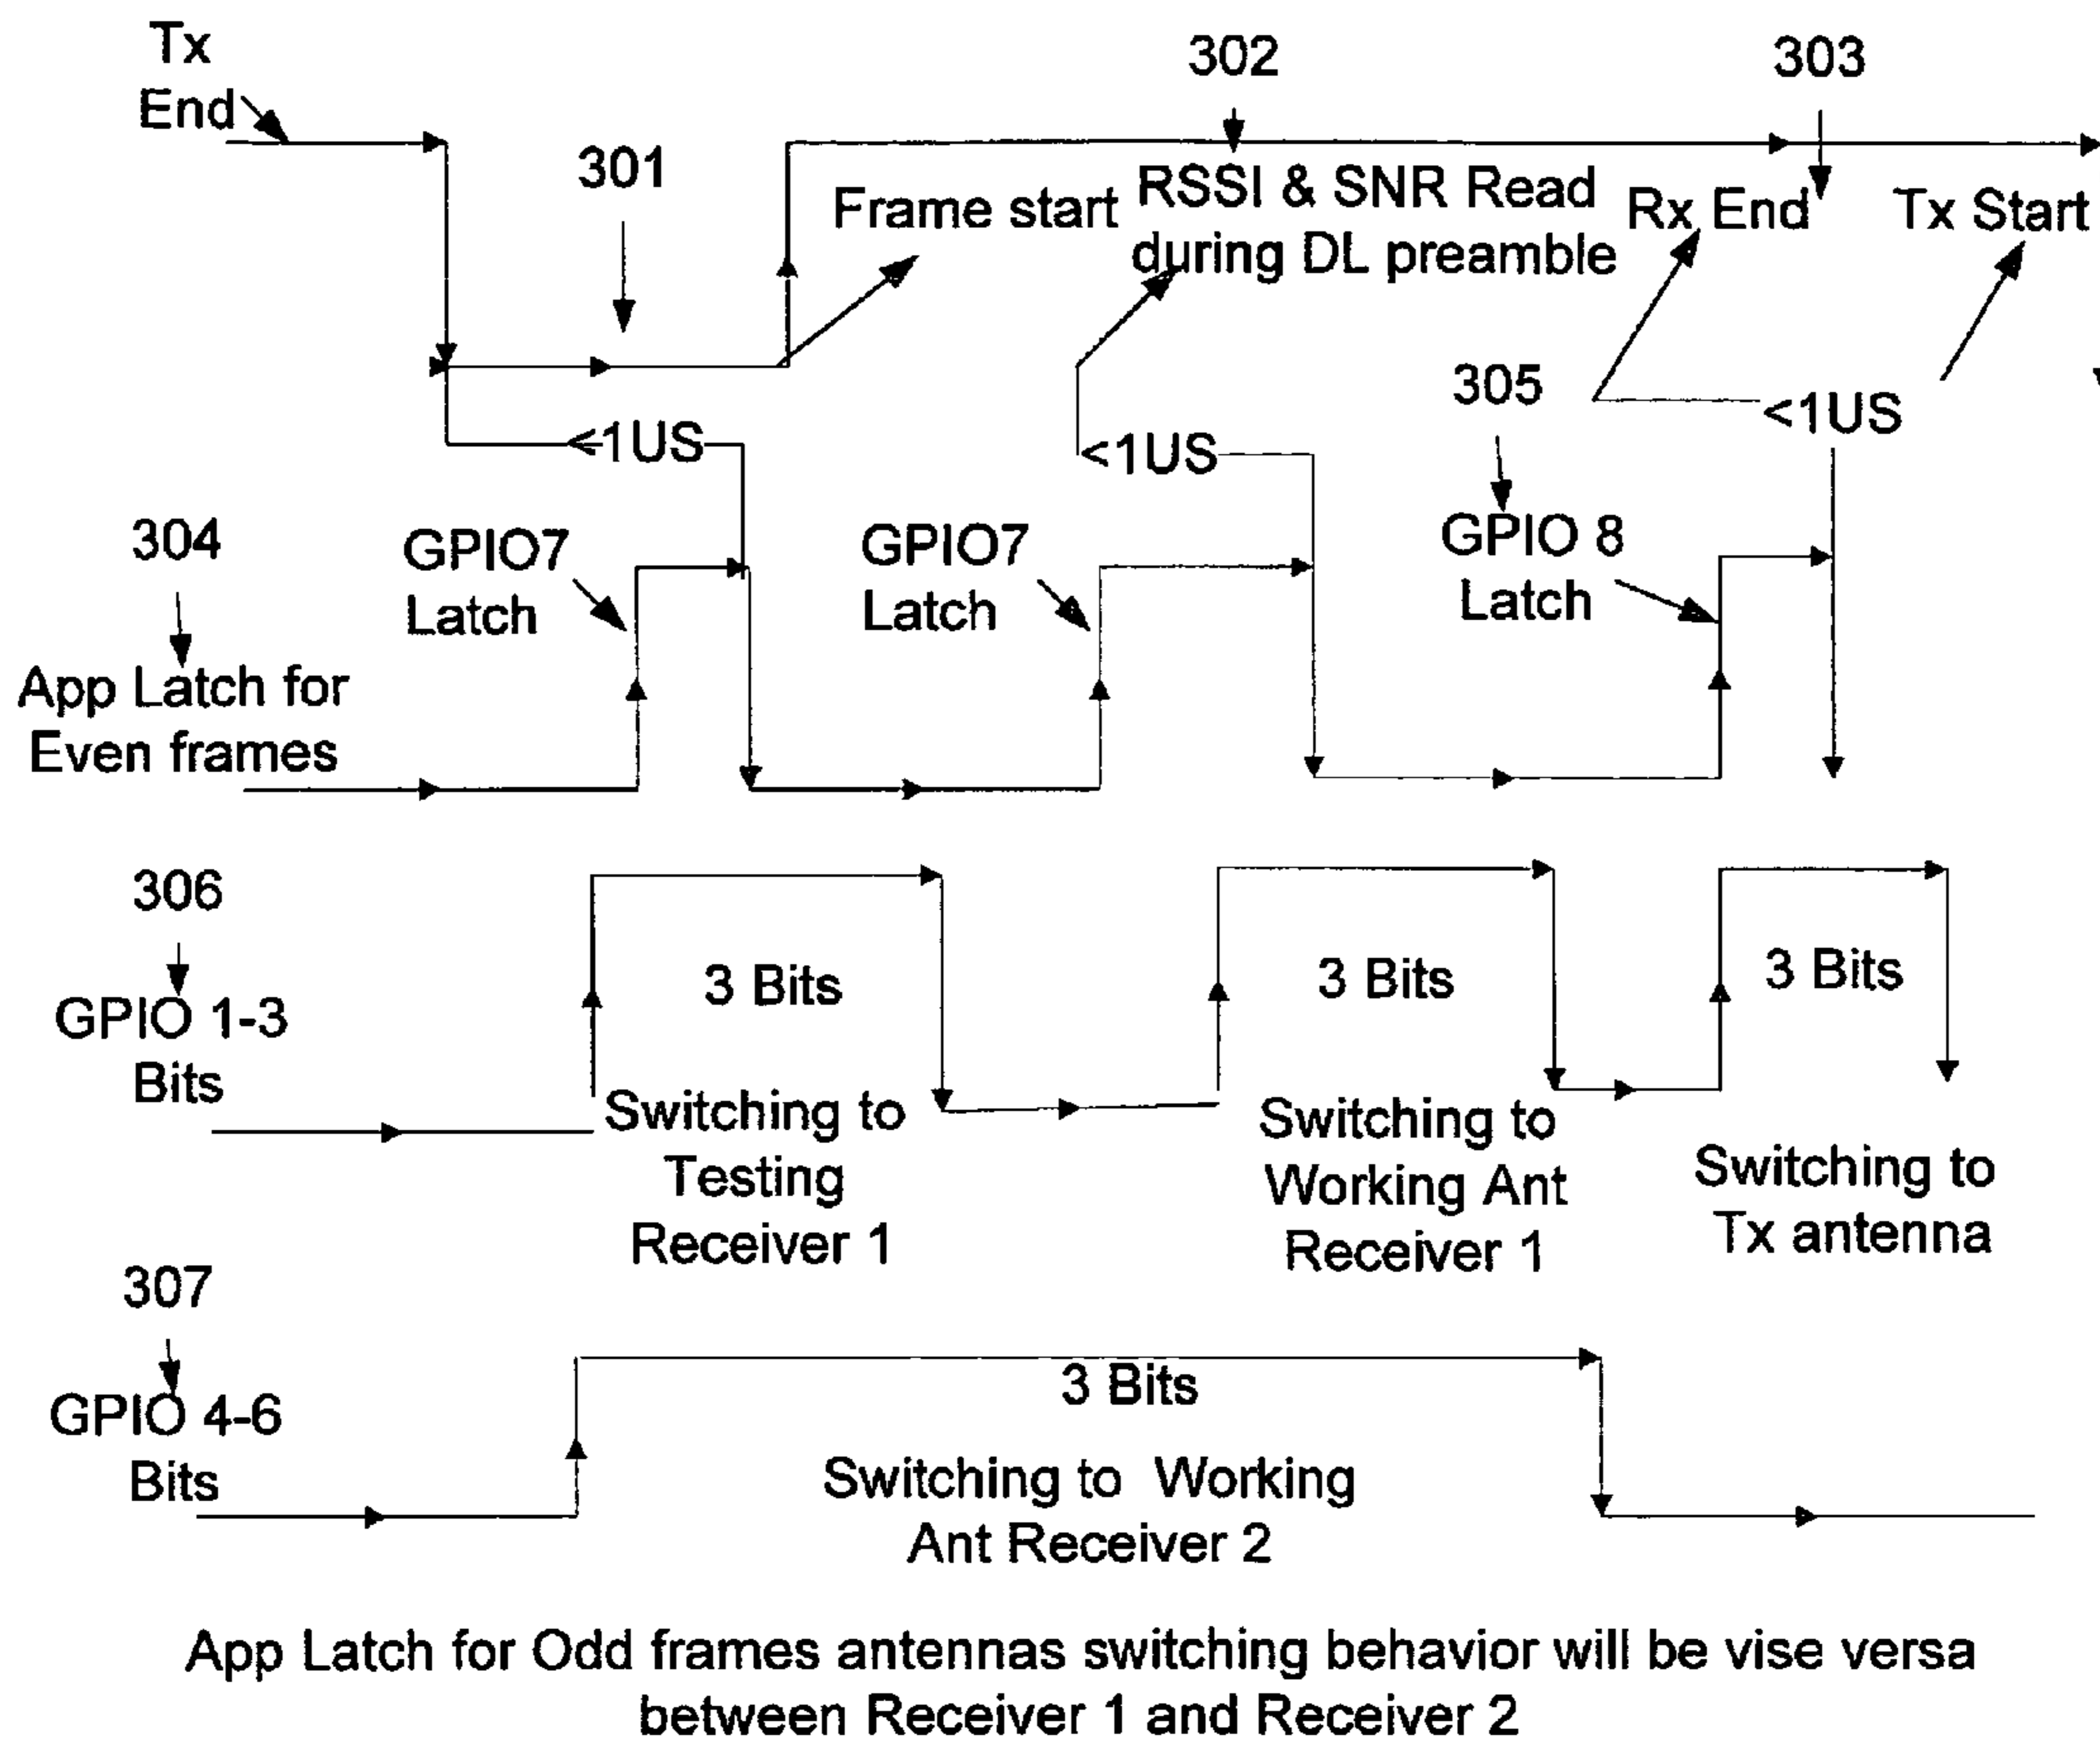 Tx
End
301
302
303
Frame start
RSSI & SNR Read
during DL preamble
Rx End
Tx Start
<1US
<1US
305
<1US
304
GPIO7
Latch
GPIO7
Latch
GPIO 8
Latch
App Latch for
Even frames
306
GPIO 1-3
Bits
3 Bits
3 Bits
3 Bits
Switching to
Testing
Receiver 1
Switching to
Working Ant
Receiver 1
Switching to
Tx antenna
307
GPIO 4-6
Bits
3 Bits
Switching to Working
Ant Receiver 2
App Latch for Odd frames antennas switching behavior will be vise versa
between Receiver 1 and Receiver 2